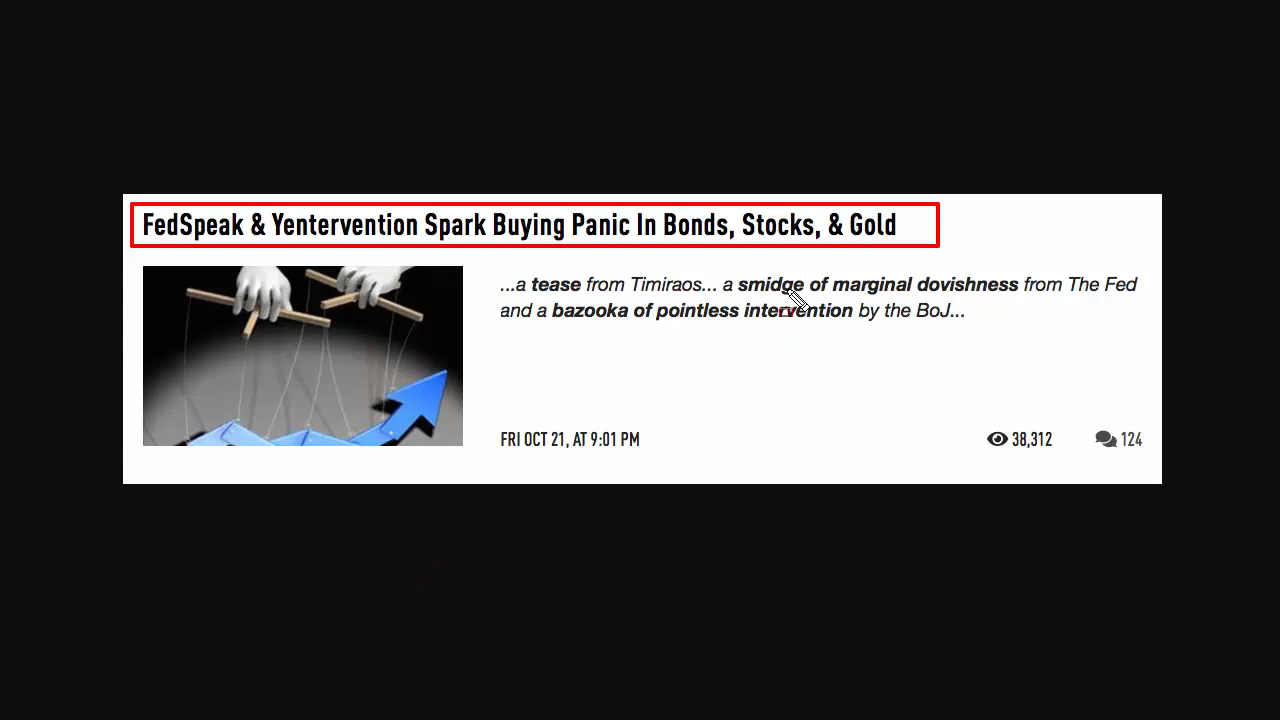 FedSpeak & Yentervention Spark Buying Panic In Bonds, Stocks, & Gold
...a tease from Timiraos... a smidge of marginal dovishness from The Fed
and a bazooka of pointless intervention by the BoJ...
FRI OCT 21, AT 9:01 PM
38,312
124